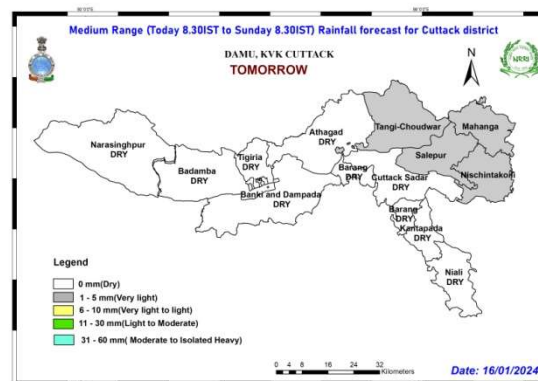 Medium Range (Today 8.30IST to Sunday 8.30IST) Rainfall forecast for Cuttack district
DAMU, KVK CUTTACK
TOMORROW
N
Narasinghpur
DRY
Badamba
DRY
Tigiria
DRY
Athagad
DRY
Banki and Dampada
DRY
Barang
DRY
Tangi-Choudwar
Mahanga
Salepur
Nischintakoili
Cuttack Sadar
DRY
Barang
DRY
Kantapada
DRY
Niali
DRY
Legend
0 mm(Dry)
1 - 5 mm(Very light)
6 - 10 mm(Very light to light)
11 - 30 mm(Light to Moderate)
31 - 60 mm( Moderate to Isolated Heavy)
0 4 8 16 24 32
Kilometers
Date: 16/01/2024